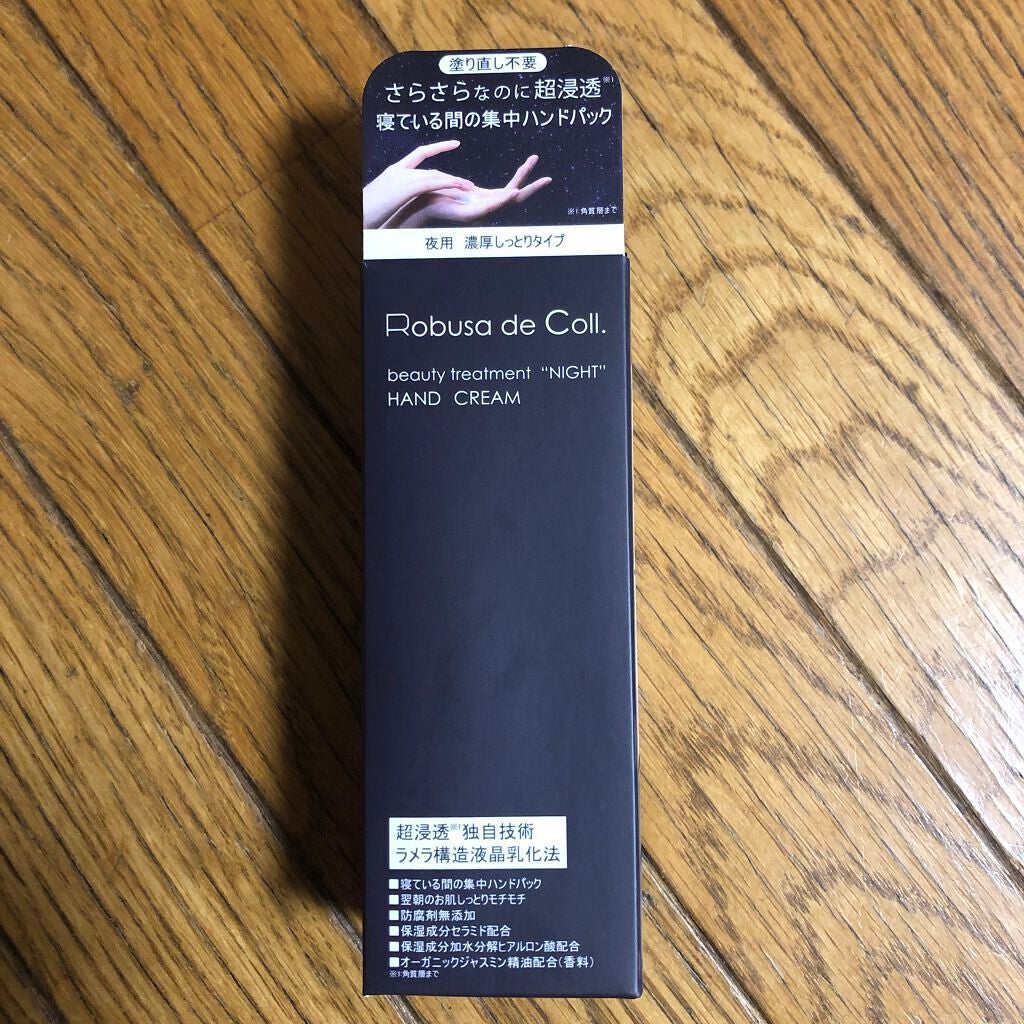 塗り直し不要
さらさらなのに超浸透※1
寝ている間の集中ハンドパック
※1角質層まで
夜用 濃厚しっとりタイプ
Robusa de Coll.
beauty treatment “NIGHT”
HAND CREAM
超浸透※1独自技術
ラメラ構造液晶乳化法
■寝ている間の集中ハンドパック
■翌朝のお肌しっとりモチモチ
■防腐剤無添加
■保湿成分セラミド配合
■保湿成分加水分解ヒアルロン酸配合
■オーガニックジャスミン精油配合(香料)
※1角質層まで